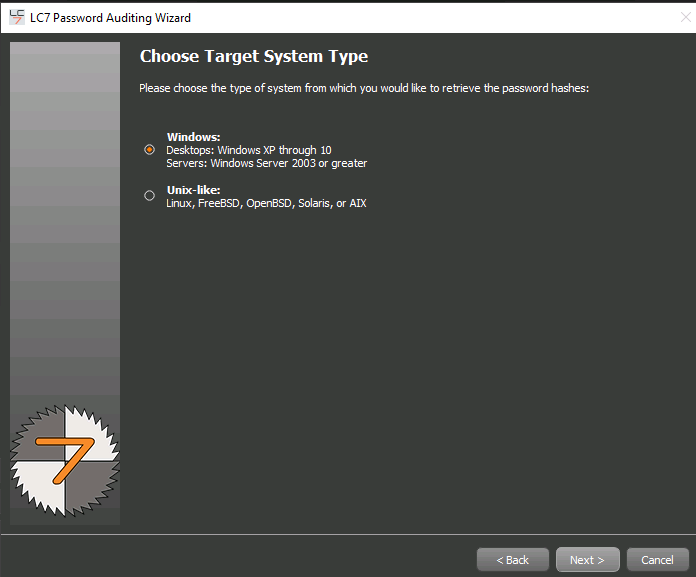 LC7 Password Auditing Wizard
Choose Target System Type
Please choose the type of system from which you would like to retrieve the password hashes:
Windows:
Desktops: Windows XP through 10
Servers: Windows Server 2003 or greater
Unix-like:
Linux, FreeBSD, OpenBSD, Solaris, or AIX
7
< Back
Next >
Cancel